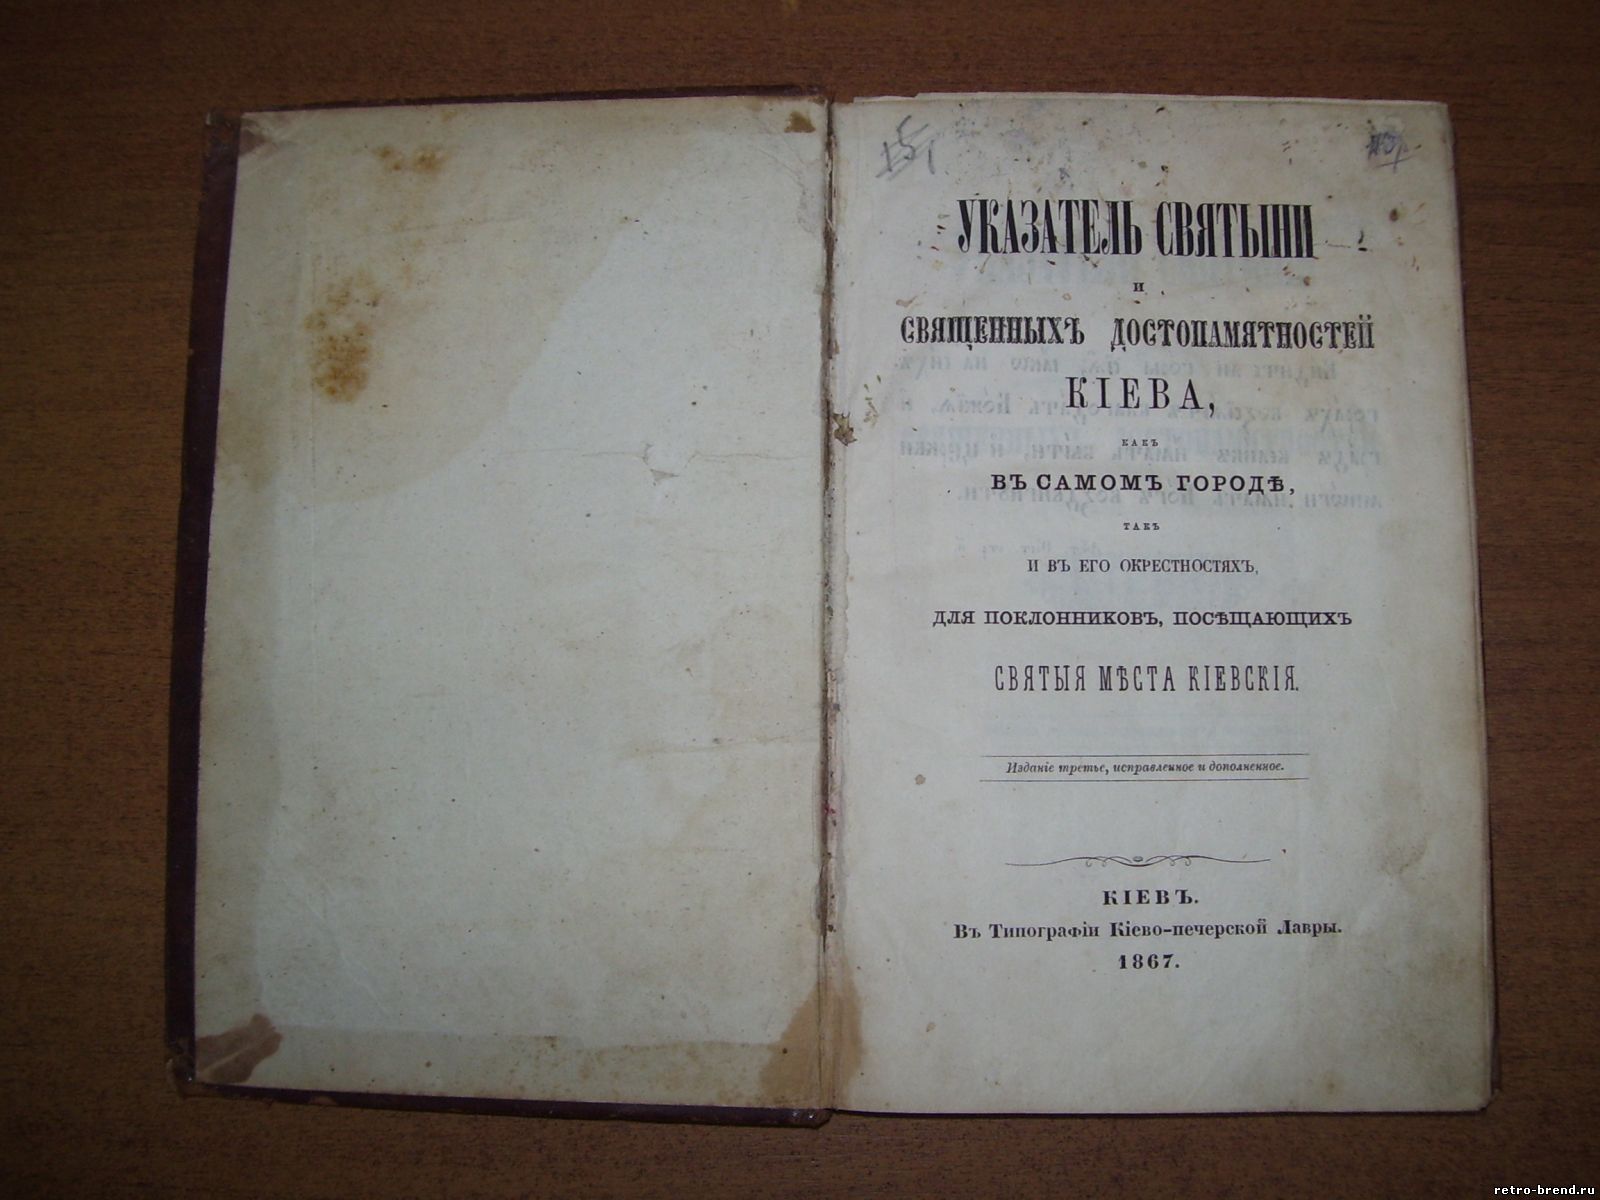 УКАЗАТЕЛЬ СВЯТЫНИ
И
СВЯЩЕННЫХЪ ДОСТОПАМЯТНОСТЕЙ
КІЕВА,
КАКЪ
ВЪ САМОМЪ ГОРОДѢ,
ТАКЪ
И ВЪ ЕГО ОКРЕСТНОСТЯХЪ,
ДЛЯ ПОКЛОННИКОВЪ, ПОСѢЩАЮЩИХЪ
СВЯТЫЯ МѢСТА КІЕВСКІЯ.
Изданіе третье, исправленное и дополненное.
КІЕВЪ.
Въ Типографіи Кіево-печерской Лавры.
1867.
retro-brend.ru